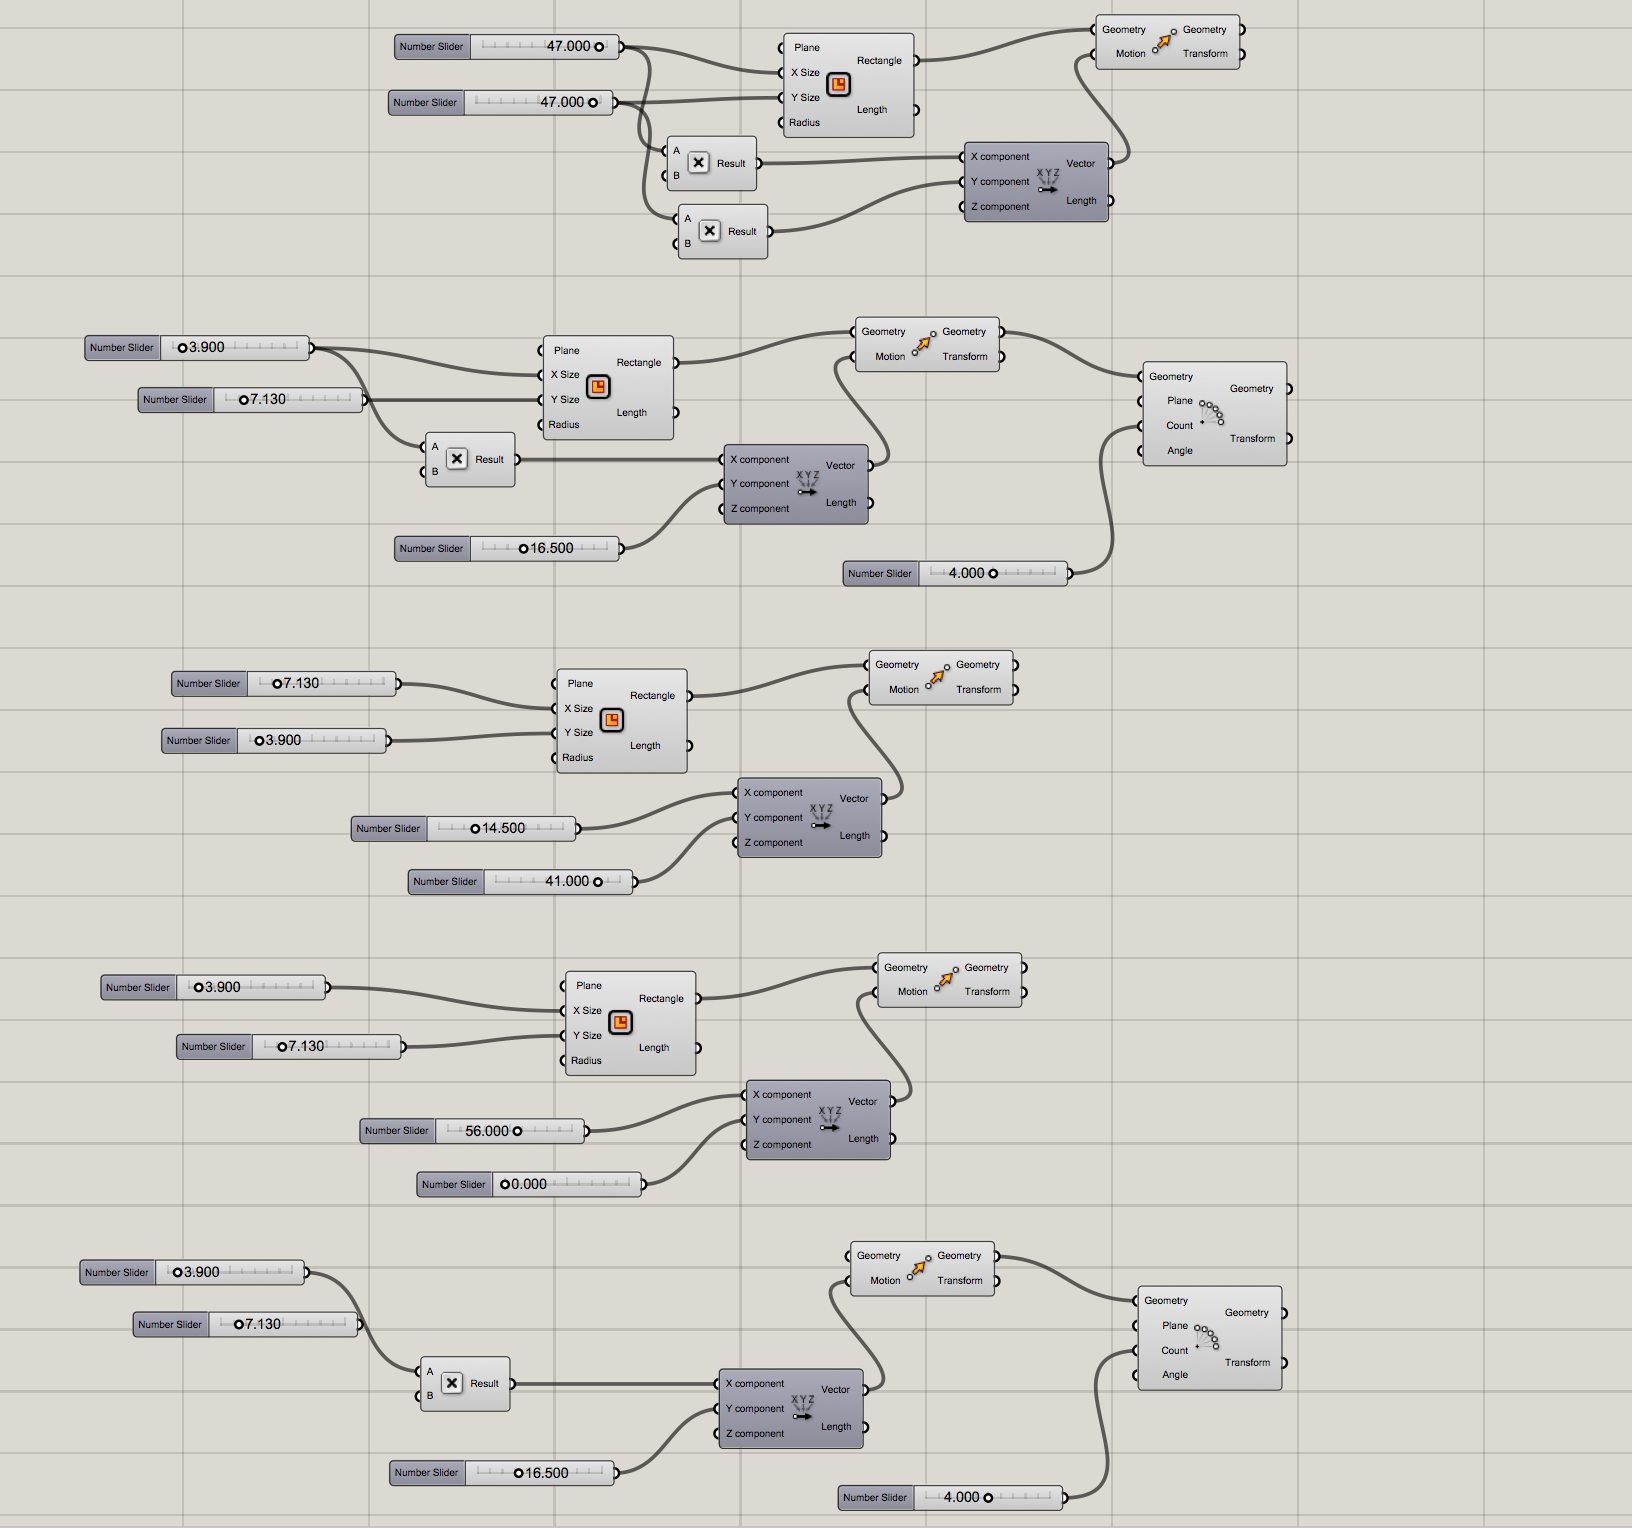 Number Slider 47.000
Number Slider 47.000
Plane
X Size
Y Size
Radius
Rectangle
Length
Geometry Geometry
Motion Transform
A
B
Result
A
B
Result
X component
Y component
Z component
Vector
Length
X Y Z
Number Slider 3.900
Number Slider 7.130
Plane
X Size
Y Size
Radius
Rectangle
Length
Geometry Geometry
Motion Transform
A
B
Result
X component
Y component
Z component
Vector
Length
X Y Z
Number Slider 16.500
Geometry
Plane
Count
Angle
Geometry
Transform
Number Slider 4.000
Number Slider 7.130
Number Slider 3.900
Plane
X Size
Y Size
Radius
Rectangle
Length
Geometry Geometry
Motion Transform
X component
Y component
Z component
Vector
Length
X Y Z
Number Slider 14.500
Number Slider 41.000
Number Slider 3.900
Number Slider 7.130
Plane
X Size
Y Size
Radius
Rectangle
Length
Geometry Geometry
Motion Transform
X component
Y component
Z component
Vector
Length
X Y Z
Number Slider 56.000
Number Slider 0.000
Number Slider 3.900
Number Slider 7.130
Geometry Geometry
Motion Transform
A
B
Result
X component
Y component
Z component
Vector
Length
X Y Z
Number Slider 16.500
Geometry
Plane
Count
Angle
Geometry
Transform
Number Slider 4.000